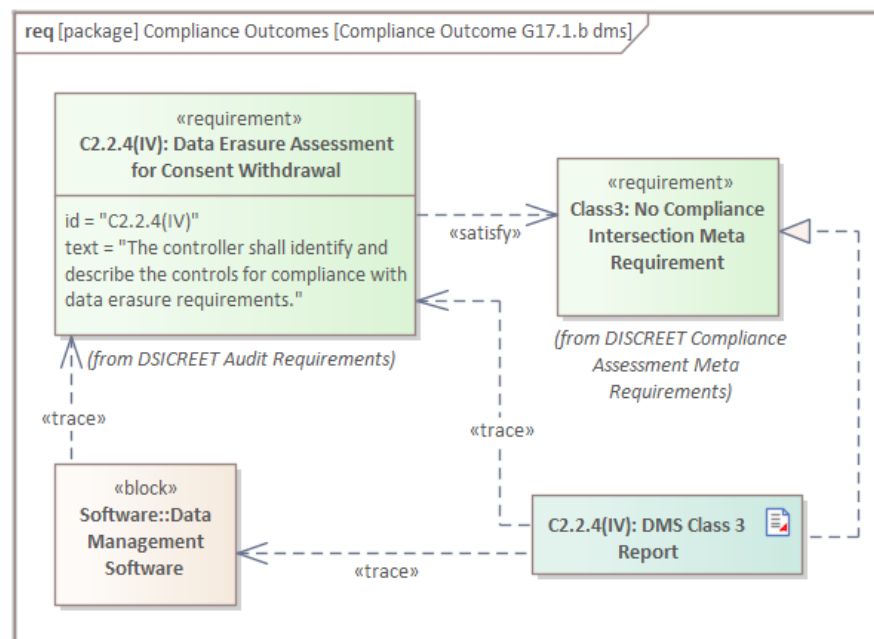 req [package] Compliance Outcomes [Compliance Outcome G17.1.b dms]
«requirement»
C2.2.4(IV): Data Erasure Assessment
for Consent Withdrawal
id = "C2.2.4(IV)"
text = "The controller shall identify and
describe the controls for compliance with
data erasure requirements."
(from DSICREET Audit Requirements)
«satisfy»
«requirement»
Class3: No Compliance
Intersection Meta
Requirement
(from DISCREET Compliance
Assessment Meta
Requirements)
«trace»
«trace»
«block»
Software::Data
Management
Software
«trace»
C2.2.4(IV): DMS Class 3
Report